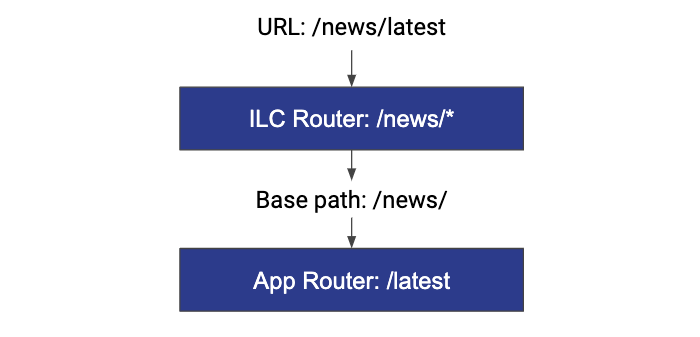 URL: /news/latest
ILC Router: /news/*
Base path: /news/
App Router: /latest